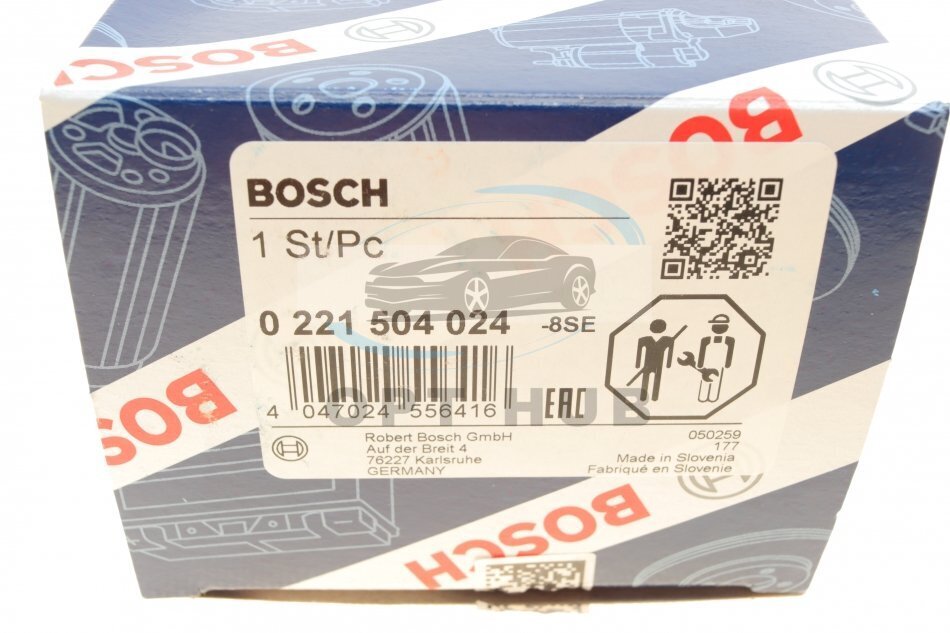 BOSCH
BOSCH
BOSCH
1 St/Pc
0 221 504 024 -8SE
4 047024 556416
EAC
OPT HUB
Robert Bosch GmbH
Auf der Breit 4
76227 Karlsruhe
GERMANY
050259
177
Made in Slovenia
Fabriqué en Slovenie
BOSCH
BOSCH